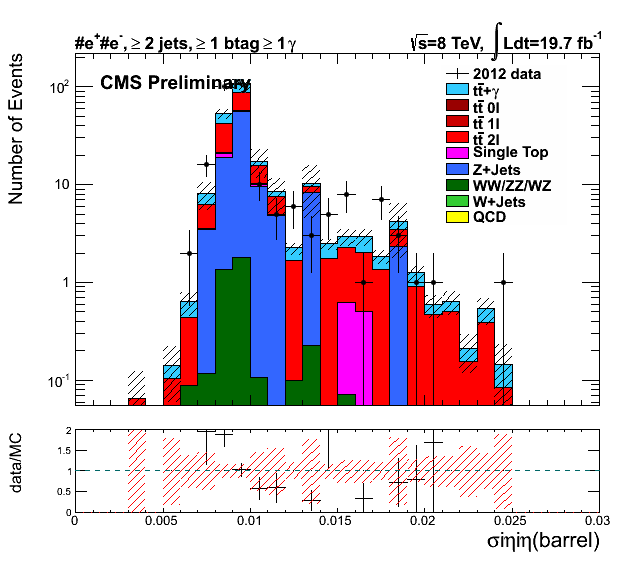 #e+#e-, ≥ 2 jets, ≥ 1 btag ≥ 1γ
√s=8 TeV, ∫Ldt=19.7 fb-1
CMS Preliminary
2012 data
tt̄+γ
tt̄ 0l
tt̄ 1l
tt̄ 2l
Single Top
Z+Jets
WW/ZZ/WZ
W+Jets
QCD
Number of Events
10²
10
1
10-1
data/MC
2
1.5
1
0.5
0
0 0.005 0.01 0.015 0.02 0.025 0.03
σiηiη(barrel)